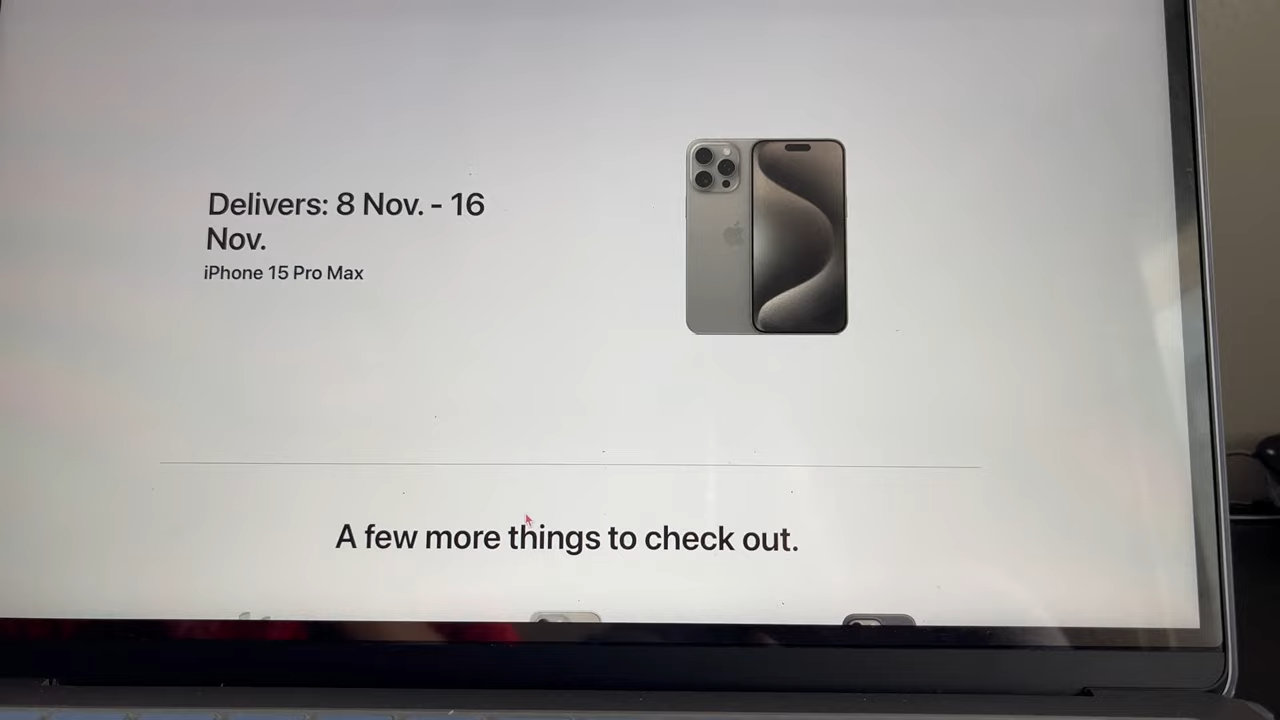 Delivers: 8 Nov. - 16
Nov.
iPhone 15 Pro Max
A few more things to check out.